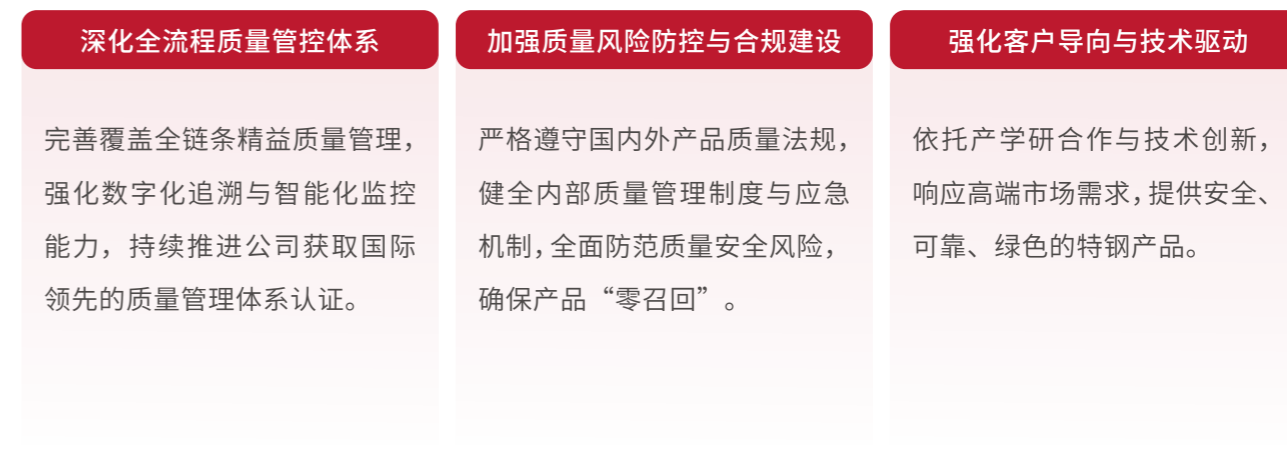 深化全流程质量管控体系
完善覆盖全链条精益质量管理，
强化数字化追溯与智能化监控
能力，持续推进公司获取国际
领先的质量管理体系认证。
加强质量风险防控与合规建设
严格遵守国内外产品质量法规，
健全内部质量管理制度与应急
机制，全面防范质量安全风险，
确保产品“零召回”。
强化客户导向与技术驱动
依托产学研合作与技术创新，
响应高端市场需求，提供安全、
可靠、绿色的特钢产品。